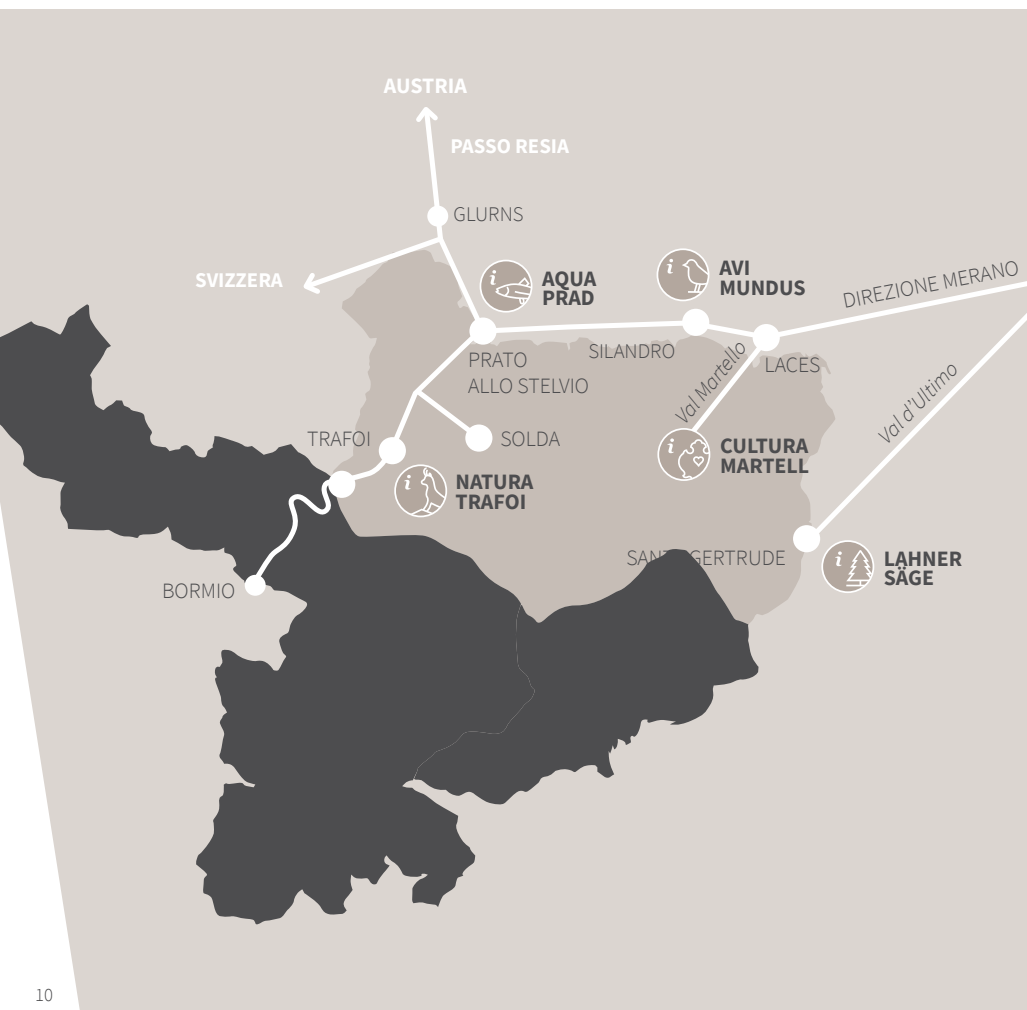 AUSTRIA
PASSO RESIA
GLURNS
SVIZZERA
AQUA
PRAD
AVI
MUNDUS
DIREZIONE MERANO
PRATO
ALLO STELVIO
SILANDRO
LACES
Val Martello
Val d'Ultimo
TRAFOI
SOLDA
CULTURA
MARTELL
NATURA
TRAFOI
SANTA GERTRUDE
LAHNER
SÄGE
BORMIO
10
i
i
i
i
i